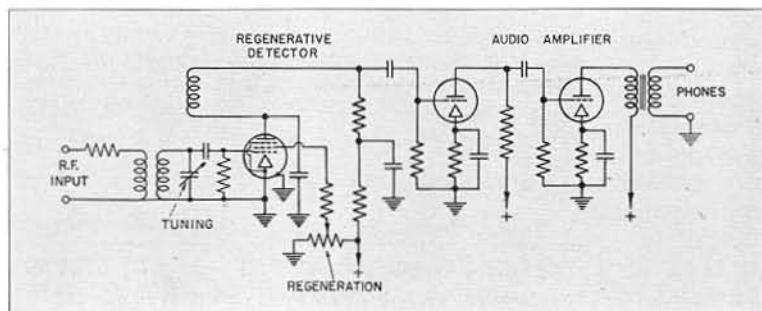 REGENERATIVE
DETECTOR
AUDIO AMPLIFIER
PHONES
R.F.
INPUT
TUNING
REGENERATION
+
+
+